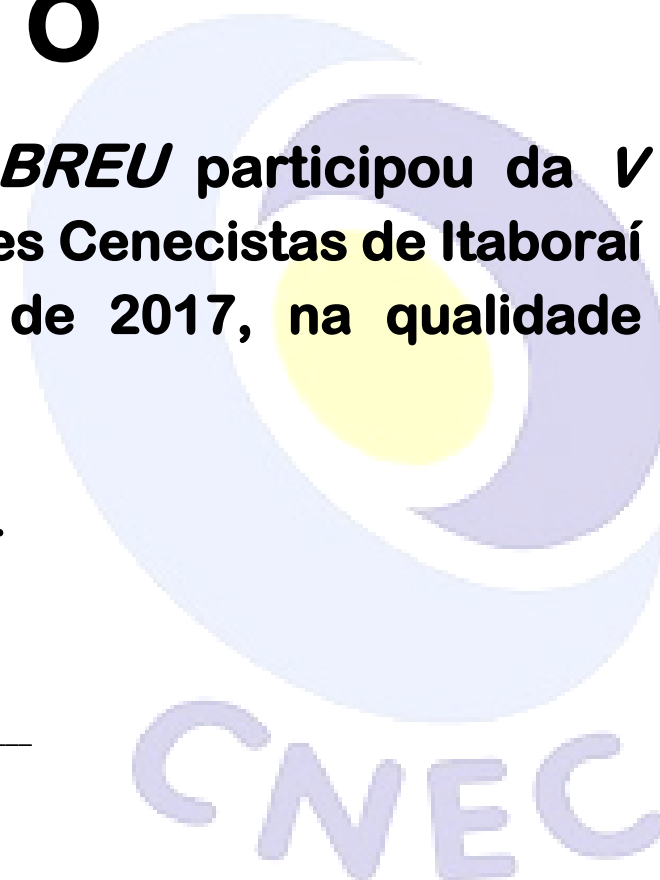 O
BREU participou da V
es Cenecistas de Itaboraí
de 2017, na qualidade
.
CNEC